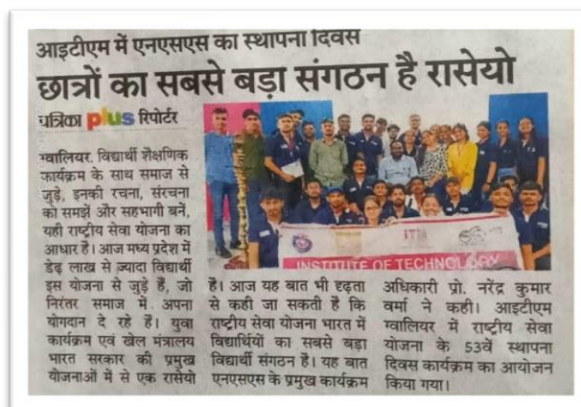 आइटीएम में एनएसएस का स्थापना दिवस
छात्रों का सबसे बड़ा संगठन है रासेयो
पत्रिका plus रिपोर्टर
ग्वालियर. विद्यार्थी शैक्षणिक
कार्यक्रम के साथ समाज से
जुड़े, इनकी रचना, संरचना
को समझें और सहभागी बनें,
यही राष्ट्रीय सेवा योजना का
आधार है। आज मध्य प्रदेश में
डेढ़ लाख से ज्यादा विद्यार्थी
इस योजना से जुड़े हैं, जो
निरंतर समाज में अपना
योगदान दे रहे हैं। युवा
कार्यक्रम एवं खेल मंत्रालय
भारत सरकार की प्रमुख
योजनाओं में से एक रासेयो
INSTITUTE OF TECHNOLOGY
है। आज यह बात भी दृढ़ता
से कही जा सकती है कि
राष्ट्रीय सेवा योजना भारत में
विद्यार्थियों का सबसे बड़ा
विद्यार्थी संगठन है। यह बात
एनएसएस के प्रमुख कार्यक्रम
अधिकारी प्रो. नरेंद्र कुमार
वर्मा ने कही। आइटीएम
ग्वालियर में राष्ट्रीय सेवा
योजना के 53वें स्थापना
दिवस कार्यक्रम का आयोजन
किया गया।